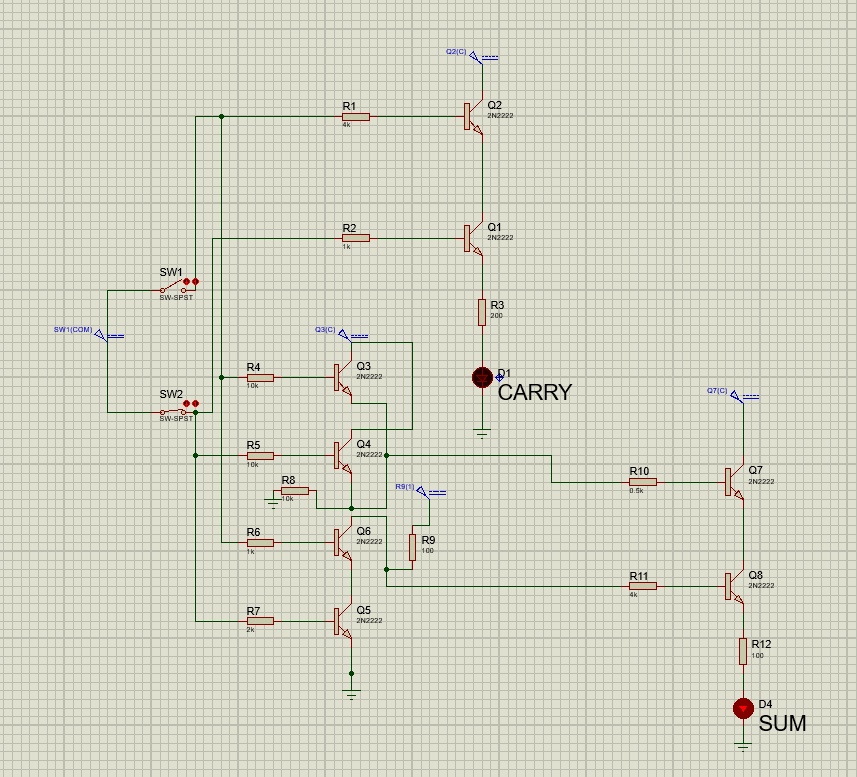 Q2(C)
R1
4k
Q2
2N2222
R2
1k
Q1
2N2222
SW1
SW-SPST
R3
200
SW1(COM)
Q3(C)
R4
10k
Q3
2N2222
D1
CARRY
SW2
SW-SPST
Q7(C)
R5
10k
Q4
2N2222
R8
10k
R9(1)
R10
0.5k
Q7
2N2222
R6
1k
Q6
2N2222
R9
100
R11
4k
Q8
2N2222
R7
2k
Q5
2N2222
R12
100
D4
SUM